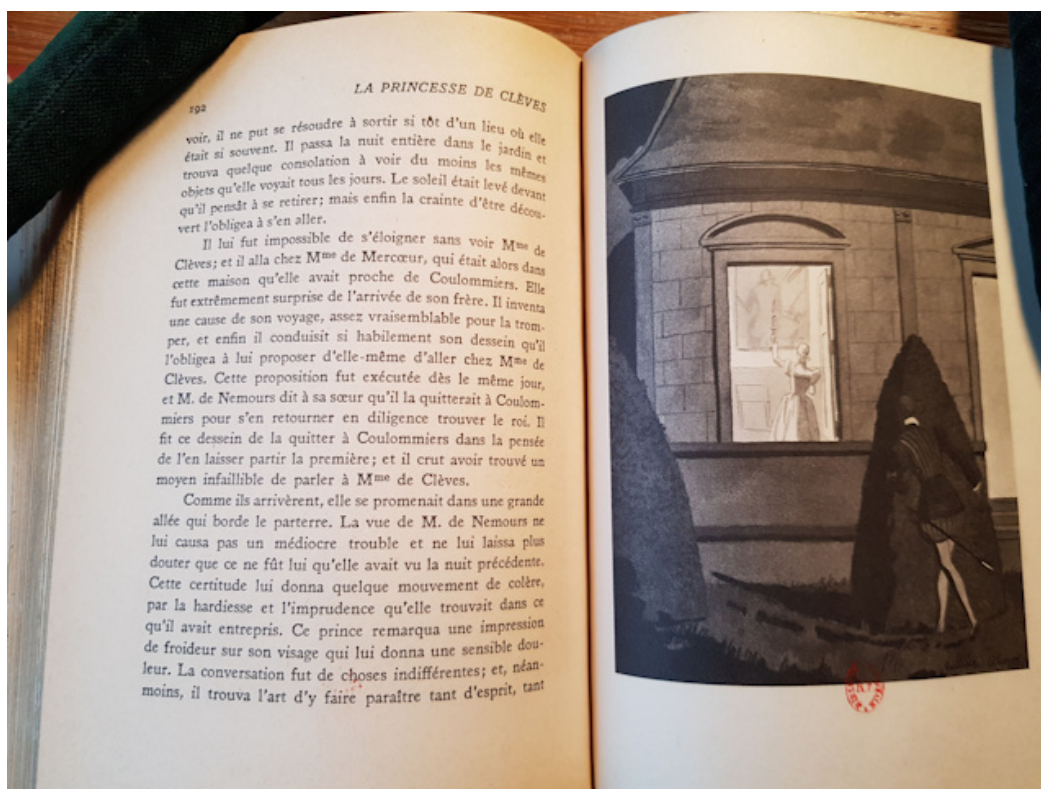 192
LA PRINCESSE DE CLÈVES
voir, il ne put se résoudre à sortir si tôt d'un lieu où elle
était si souvent. Il passa la nuit entière dans le jardin et
trouva quelque consolation à voir du moins les mêmes
objets qu'elle voyait tous les jours. Le soleil était levé devant
qu'il pensât à se retirer; mais enfin la crainte d'être décou-
vert l'obligea à s'en aller.
Il lui fut impossible de s'éloigner sans voir Mme de
Clèves; et il alla chez Mme de Mercœur, qui était alors dans
cette maison qu'elle avait proche de Coulommiers. Elle
fut extrêmement surprise de l'arrivée de son frère. Il inventa
une cause de son voyage, assez vraisemblable pour la trom-
per, et enfin il conduisit si habilement son dessein qu'il
l'obligea à lui proposer d'elle-même d'aller chez Mme de
Clèves. Cette proposition fut exécutée dès le même jour,
et M. de Nemours dit à sa sœur qu'il la quitterait à Coulom-
miers pour s'en retourner en diligence trouver le roi. Il
fit ce dessein de la quitter à Coulommiers dans la pensée
de l'en laisser partir la première; et il crut avoir trouvé un
moyen infaillible de parler à Mme de Clèves.
Comme ils arrivèrent, elle se promenait dans une grande
allée qui borde le parterre. La vue de M. de Nemours ne
lui causa pas un médiocre trouble et ne lui laissa plus
douter que ce ne fût lui qu'elle avait vu la nuit précédente.
Cette certitude lui donna quelque mouvement de colère,
par la hardiesse et l'imprudence qu'elle trouvait dans ce
qu'il avait entrepris. Ce prince remarqua une impression
de froideur sur son visage qui lui donna une sensible dou-
leur. La conversation fut de choses indifférentes; et, néan-
moins, il trouva l'art d'y faire paraître tant d'esprit, tant